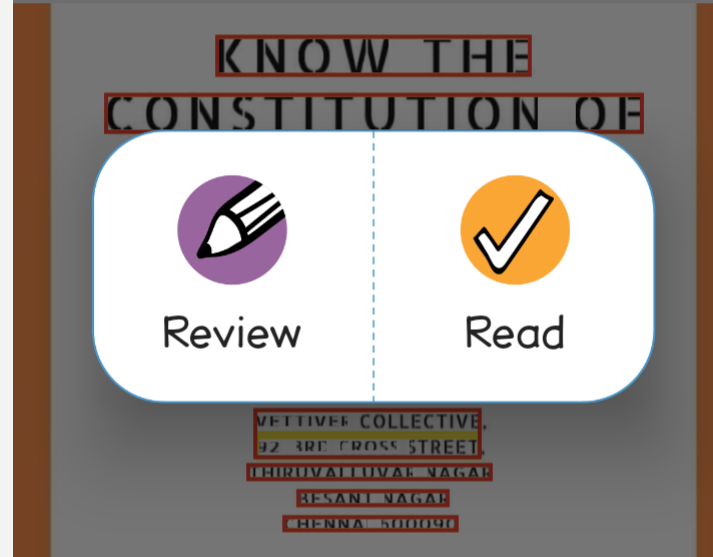 KNOW THE
CONSTITUTION OF
Review
Read
VETTIVER COLLECTIVE,
92 3RD CROSS STREET,
THIRUVALLUVAR NAGAR
BESANT NAGAR
CHENNAI 600090